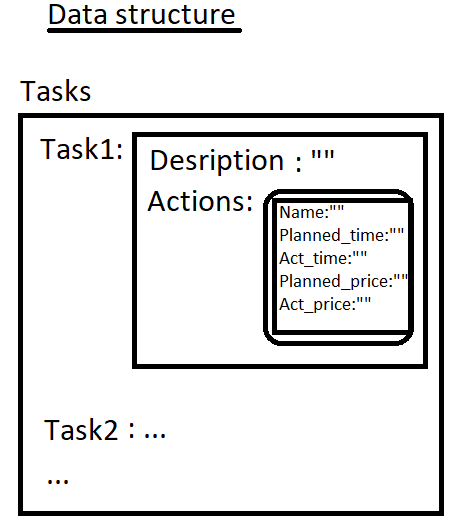 Data structure
Tasks
Task1:
Desription : ""
Actions:
Name:""
Planned_time:""
Act_time:""
Planned_price:""
Act_price:""
Task2 : ...
...